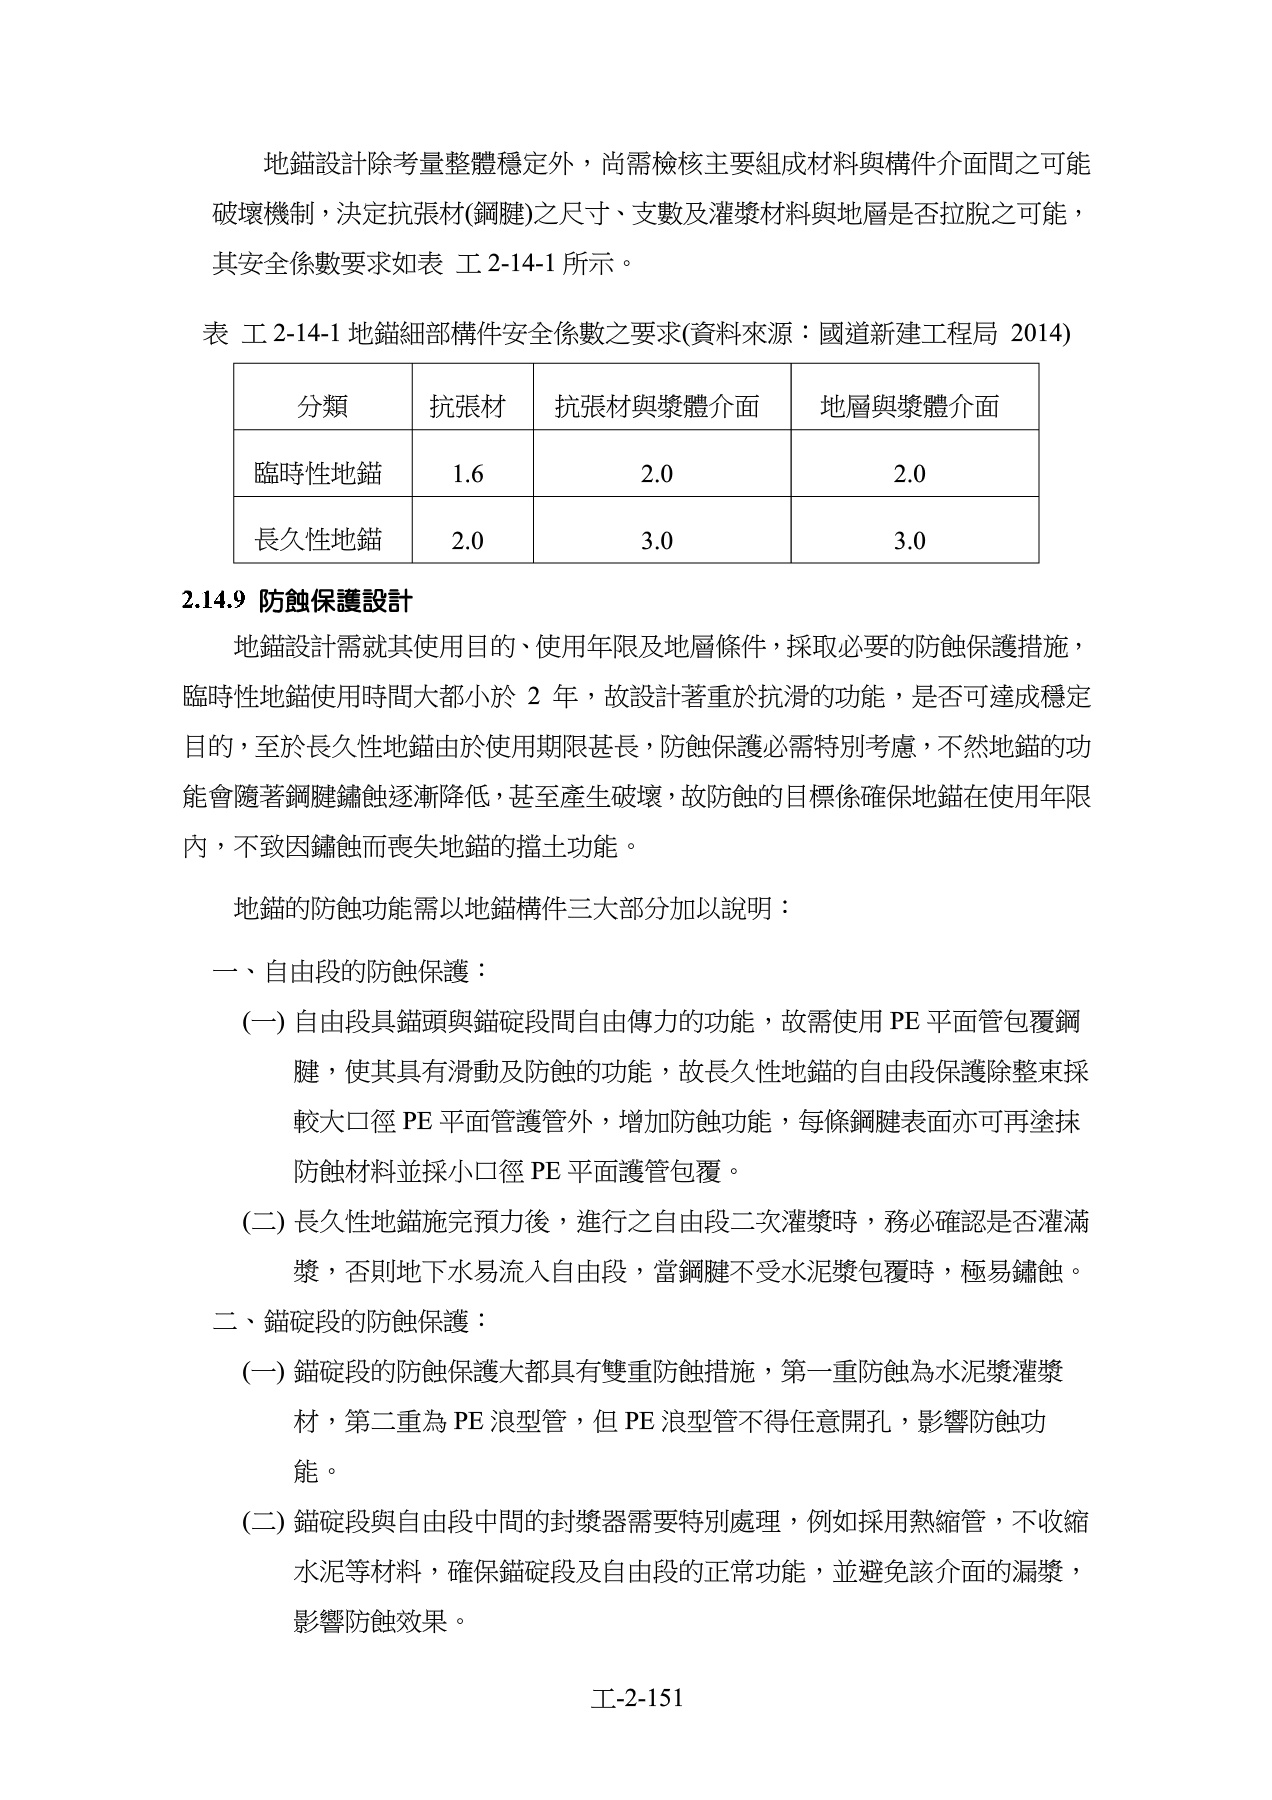 地錨設計除考量整體穩定外，尚需檢核主要組成材料與構件介面間之可能
破壞機制，決定抗張材(鋼腱)之尺寸、支數及灌漿材料與地層是否拉脫之可能，
其安全係數要求如表 工 2-14-1 所示。
表 工 2-14-1 地錨細部構件安全係數之要求(資料來源：國道新建工程局 2014)
分類 抗張材 抗張材與漿體介面 地層與漿體介面
臨時性地錨 1.6 2.0 2.0
長久性地錨 2.0 3.0 3.0
2.14.9 防蝕保護設計
地錨設計需就其使用目的、使用年限及地層條件，採取必要的防蝕保護措施，
臨時性地錨使用時間大都小於 2 年，故設計著重於抗滑的功能，是否可達成穩定
目的，至於長久性地錨由於使用期限甚長，防蝕保護必需特別考慮，不然地錨的功
能會隨著鋼腱鏽蝕逐漸降低，甚至產生破壞，故防蝕的目標係確保地錨在使用年限
內，不致因鏽蝕而喪失地錨的擋土功能。
地錨的防蝕功能需以地錨構件三大部分加以說明：
一、自由段的防蝕保護：
(一) 自由段具錨頭與錨碇段間自由傳力的功能，故需使用 PE 平面管包覆鋼
腱，使其具有滑動及防蝕的功能，故長久性地錨的自由段保護除整束採
較大口徑 PE 平面管護管外，增加防蝕功能，每條鋼腱表面亦可再塗抹
防蝕材料並採小口徑 PE 平面護管包覆。
(二) 長久性地錨施完預力後，進行之自由段二次灌漿時，務必確認是否灌滿
漿，否則地下水易流入自由段，當鋼腱不受水泥漿包覆時，極易鏽蝕。
二、錨碇段的防蝕保護：
(一) 錨碇段的防蝕保護大都具有雙重防蝕措施，第一重防蝕為水泥漿灌漿
材，第二重為 PE 浪型管，但 PE 浪型管不得任意開孔，影響防蝕功
能。
(二) 錨碇段與自由段中間的封漿器需要特別處理，例如採用熱縮管，不收縮
水泥等材料，確保錨碇段及自由段的正常功能，並避免該介面的漏漿，
影響防蝕效果。
工-2-151